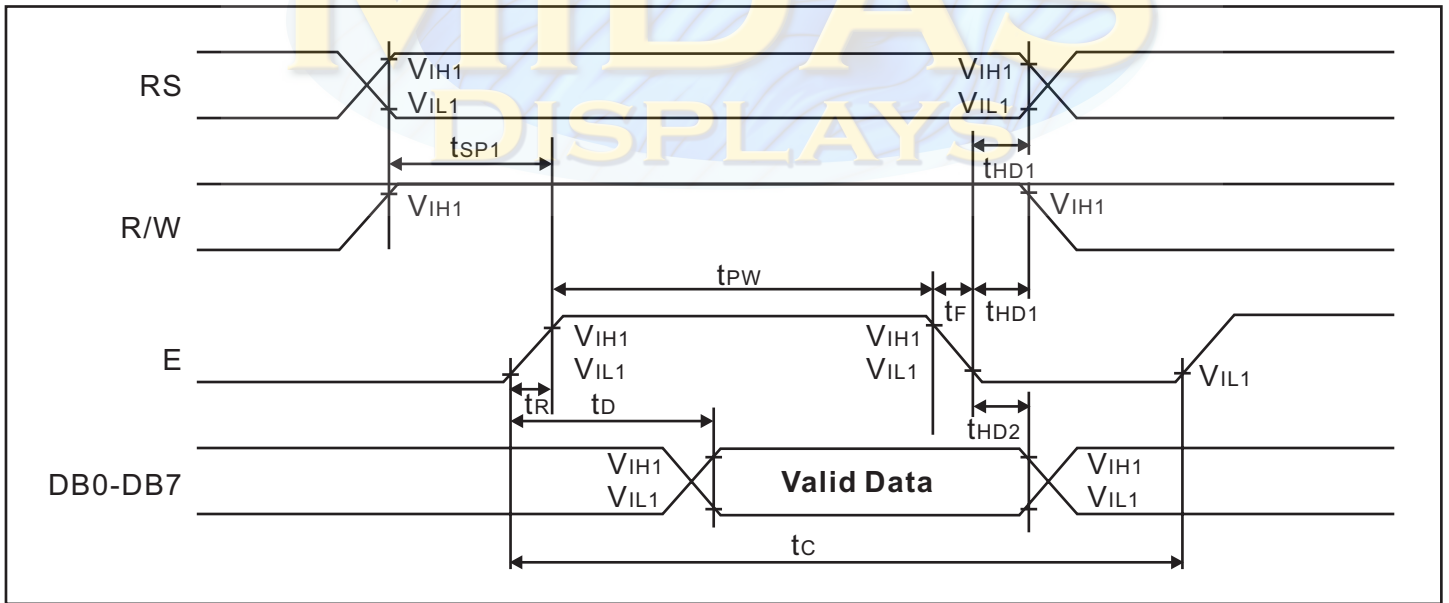 MIDAS
DISPLAYS
RS
VIH1
VIL1
VIH1
VIL1
tSP1
tHD1
R/W
VIH1
VIH1
tPW
tF
tHD1
E
VIH1
VIL1
VIH1
VIL1
VIL1
tR
tD
tHD2
DB0-DB7
VIH1
VIL1
Valid Data
VIH1
VIL1
tC